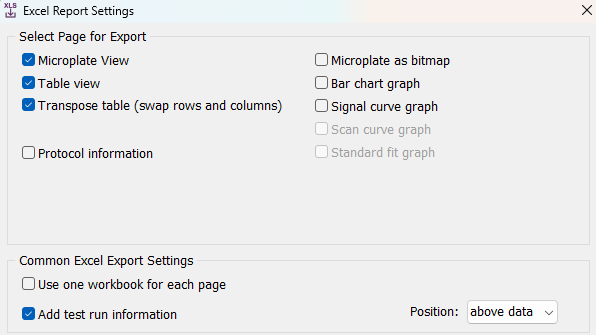 XLS
Excel Report Settings
Select Page for Export
Microplate View
Table view
Transpose table (swap rows and columns)
Protocol information
Microplate as bitmap
Bar chart graph
Signal curve graph
Scan curve graph
Standard fit graph
Common Excel Export Settings
Use one workbook for each page
Add test run information
Position: above data